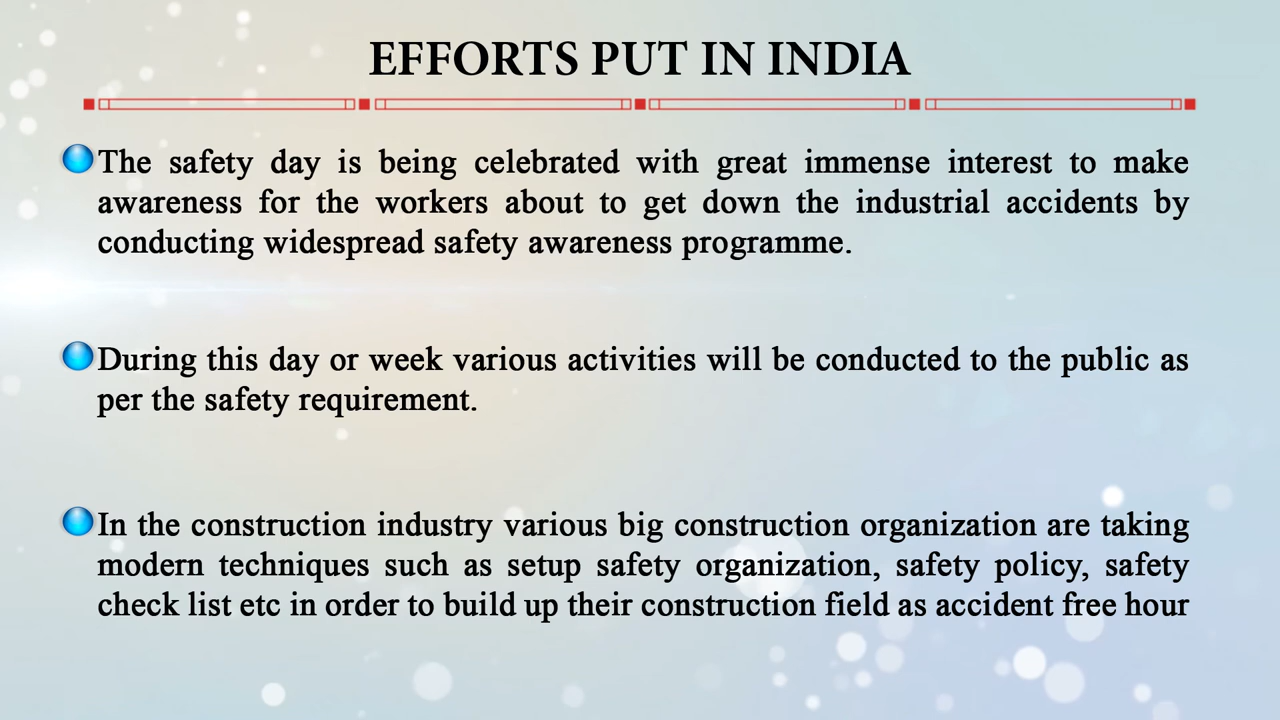 EFFORTS PUT IN INDIA
The safety day is being celebrated with great immense interest to make
awareness for the workers about to get down the industrial accidents by
conducting widespread safety awareness programme.
During this day or week various activities will be conducted to the public as
per the safety requirement.
In the construction industry various big construction organization are taking
modern techniques such as setup safety organization, safety policy, safety
check list etc in order to build up their construction field as accident free hour